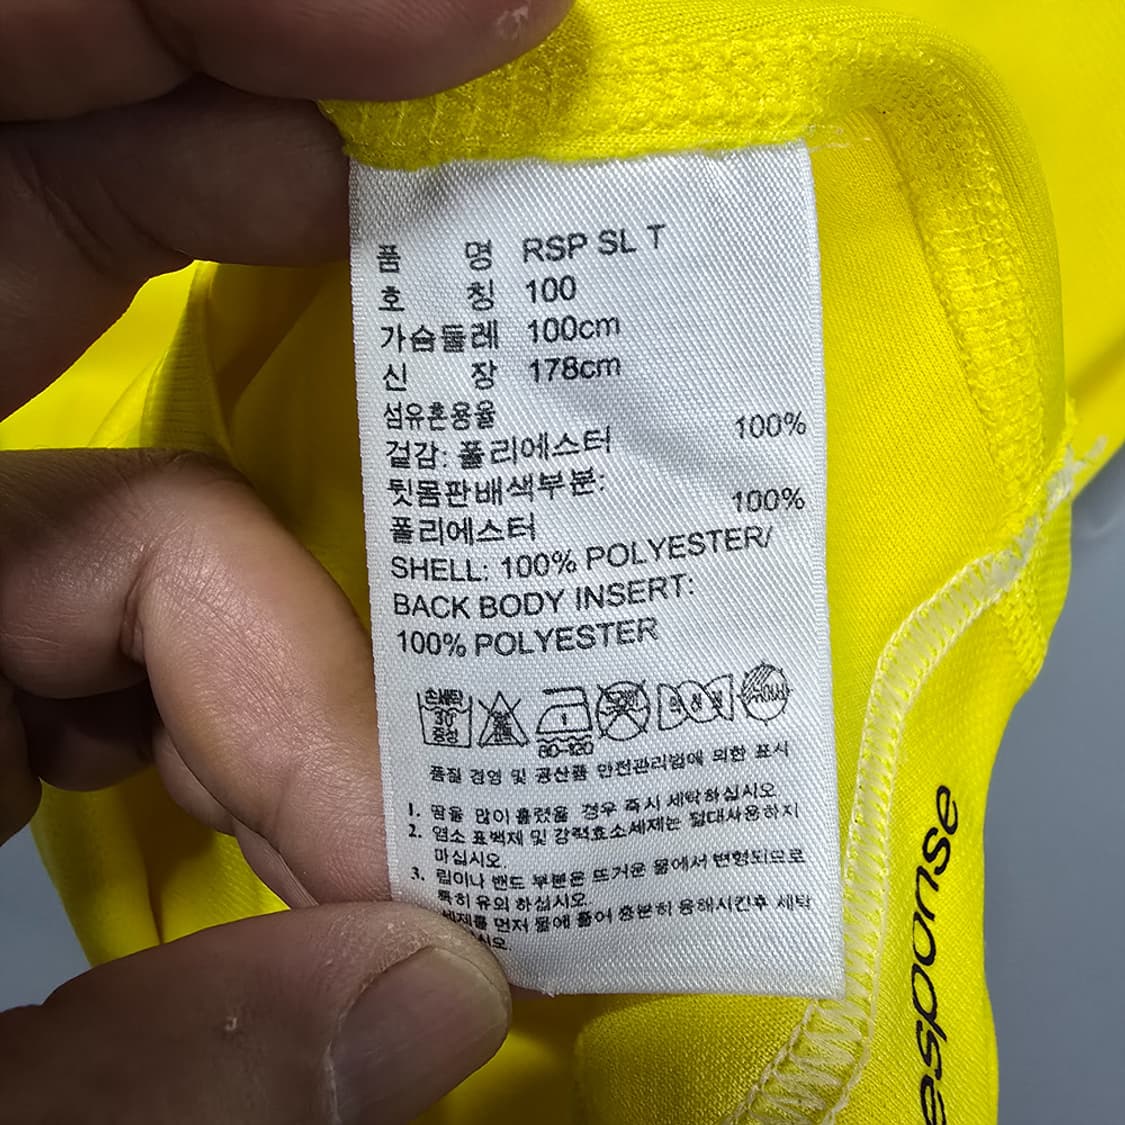 품 명 RSP SL T
호 칭 100
가슴둘레 100cm
신 장 178cm
섬유혼용율
겉감: 폴리에스터 100%
뒷몸판배색부분:
폴리에스터 100%
SHELL: 100% POLYESTER/
BACK BODY INSERT:
100% POLYESTER
손세탁
30°
중성
80-120
품질 경영 및 공산품 안전관리법에 의한 표시
1. 땀을 많이 흘렸을 경우 즉시 세탁하십시오
2. 염소 표백제 및 강력효소세제는 절대사용하지
마십시오.
3. 립이나 밴드 부분은 뜨거운 물에서 변형되므로
특히 유의 하십시오
세제를 먼저 물에 풀어 충분히 용해시킨후 세탁
시오
esponse